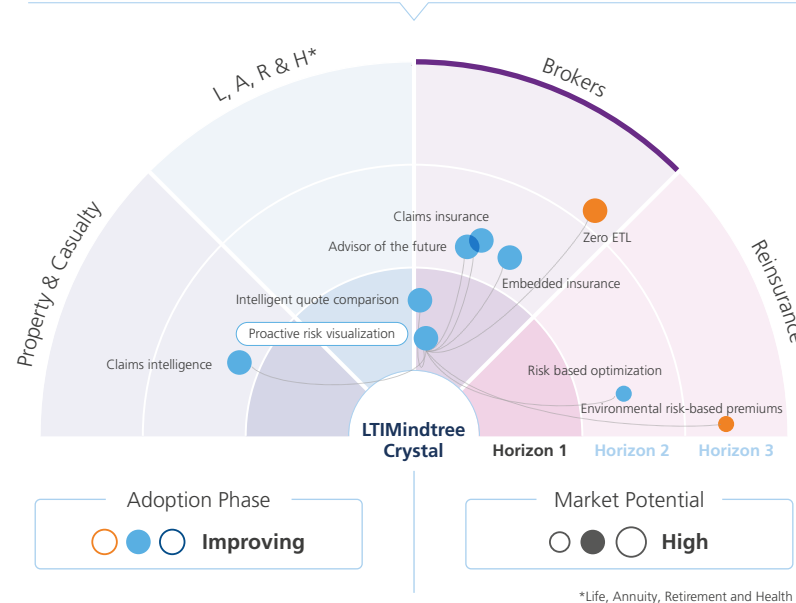 L, A, R & H*
Brokers
Property & Casualty
Reinsurance
Claims insurance
Advisor of the future
Zero ETL
Embedded insurance
Intelligent quote comparison
Proactive risk visualization
Claims intelligence
Risk based optimization
Environmental risk-based premiums
LTIMindtree
Crystal
Horizon 1
Horizon 2
Horizon 3
Adoption Phase
Improving
Market Potential
High
*Life, Annuity, Retirement and Health